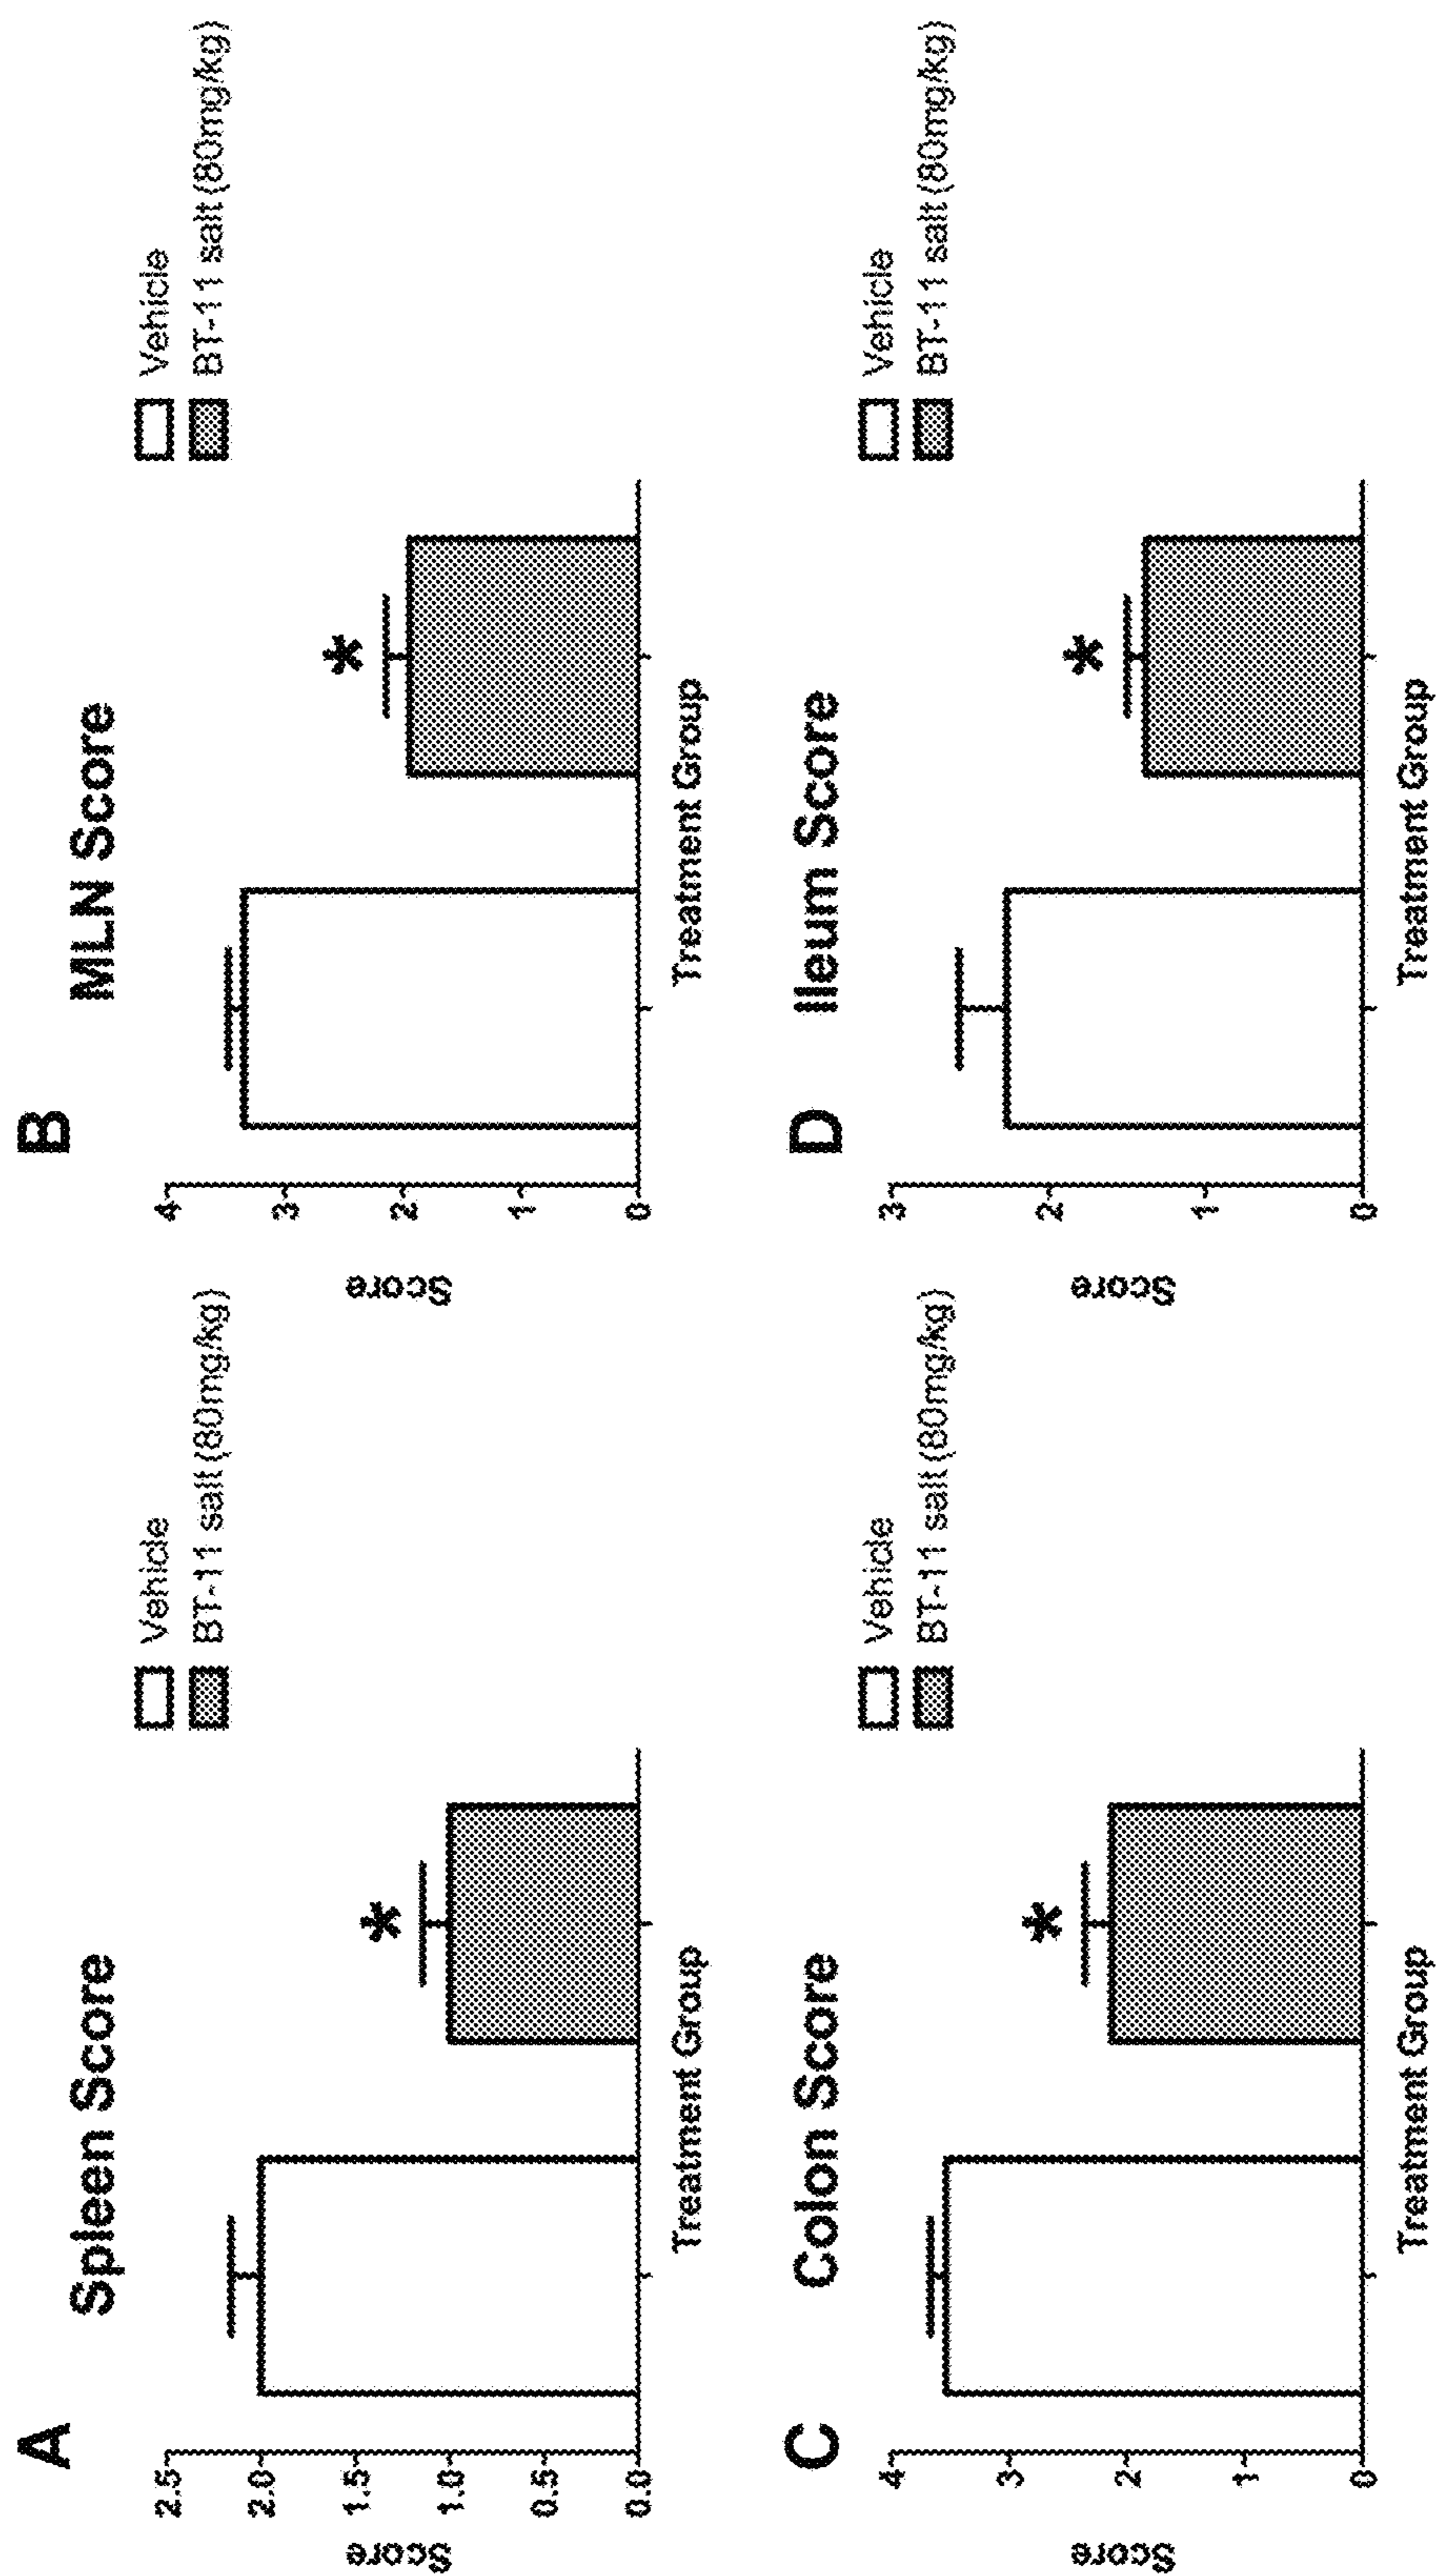 A
Spleen Score
Vehicle
BT-11 salt (80mg/kg)
Score
2.5
2.0
1.5
1.0
0.5
0.0
*
Treatment Group
B
MLN Score
Vehicle
BT-11 salt (80mg/kg)
Score
4
3
2
1
0
*
Treatment Group
C
Colon Score
Vehicle
BT-11 salt (80mg/kg)
Score
4
3
2
1
0
*
Treatment Group
D
Ileum Score
Vehicle
BT-11 salt (80mg/kg)
Score
3
2
1
0
*
Treatment Group